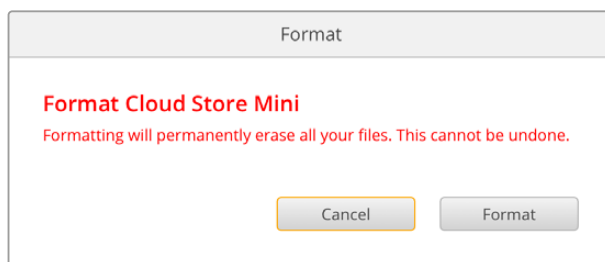 Format
Format Cloud Store Mini
Formatting will permanently erase all your files. This cannot be undone.
Cancel
Format